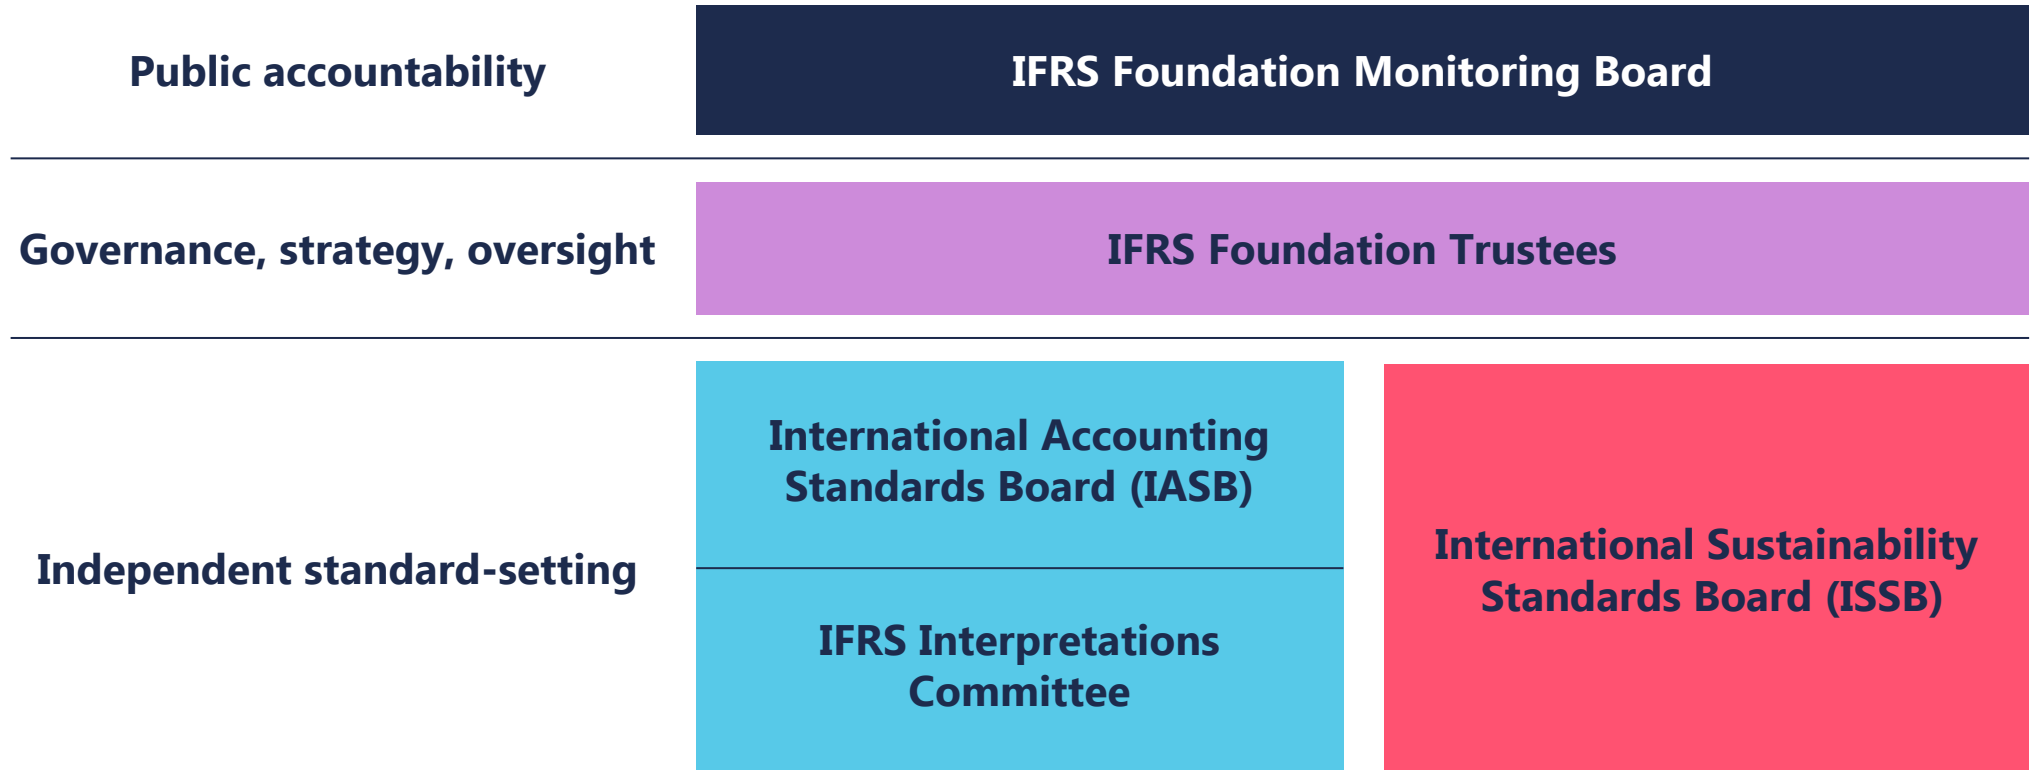 Public accountability
IFRS Foundation Monitoring Board
Governance, strategy, oversight
IFRS Foundation Trustees
Independent standard-setting
International Accounting
Standards Board (IASB)
IFRS Interpretations
Committee
International Sustainability
Standards Board (ISSB)